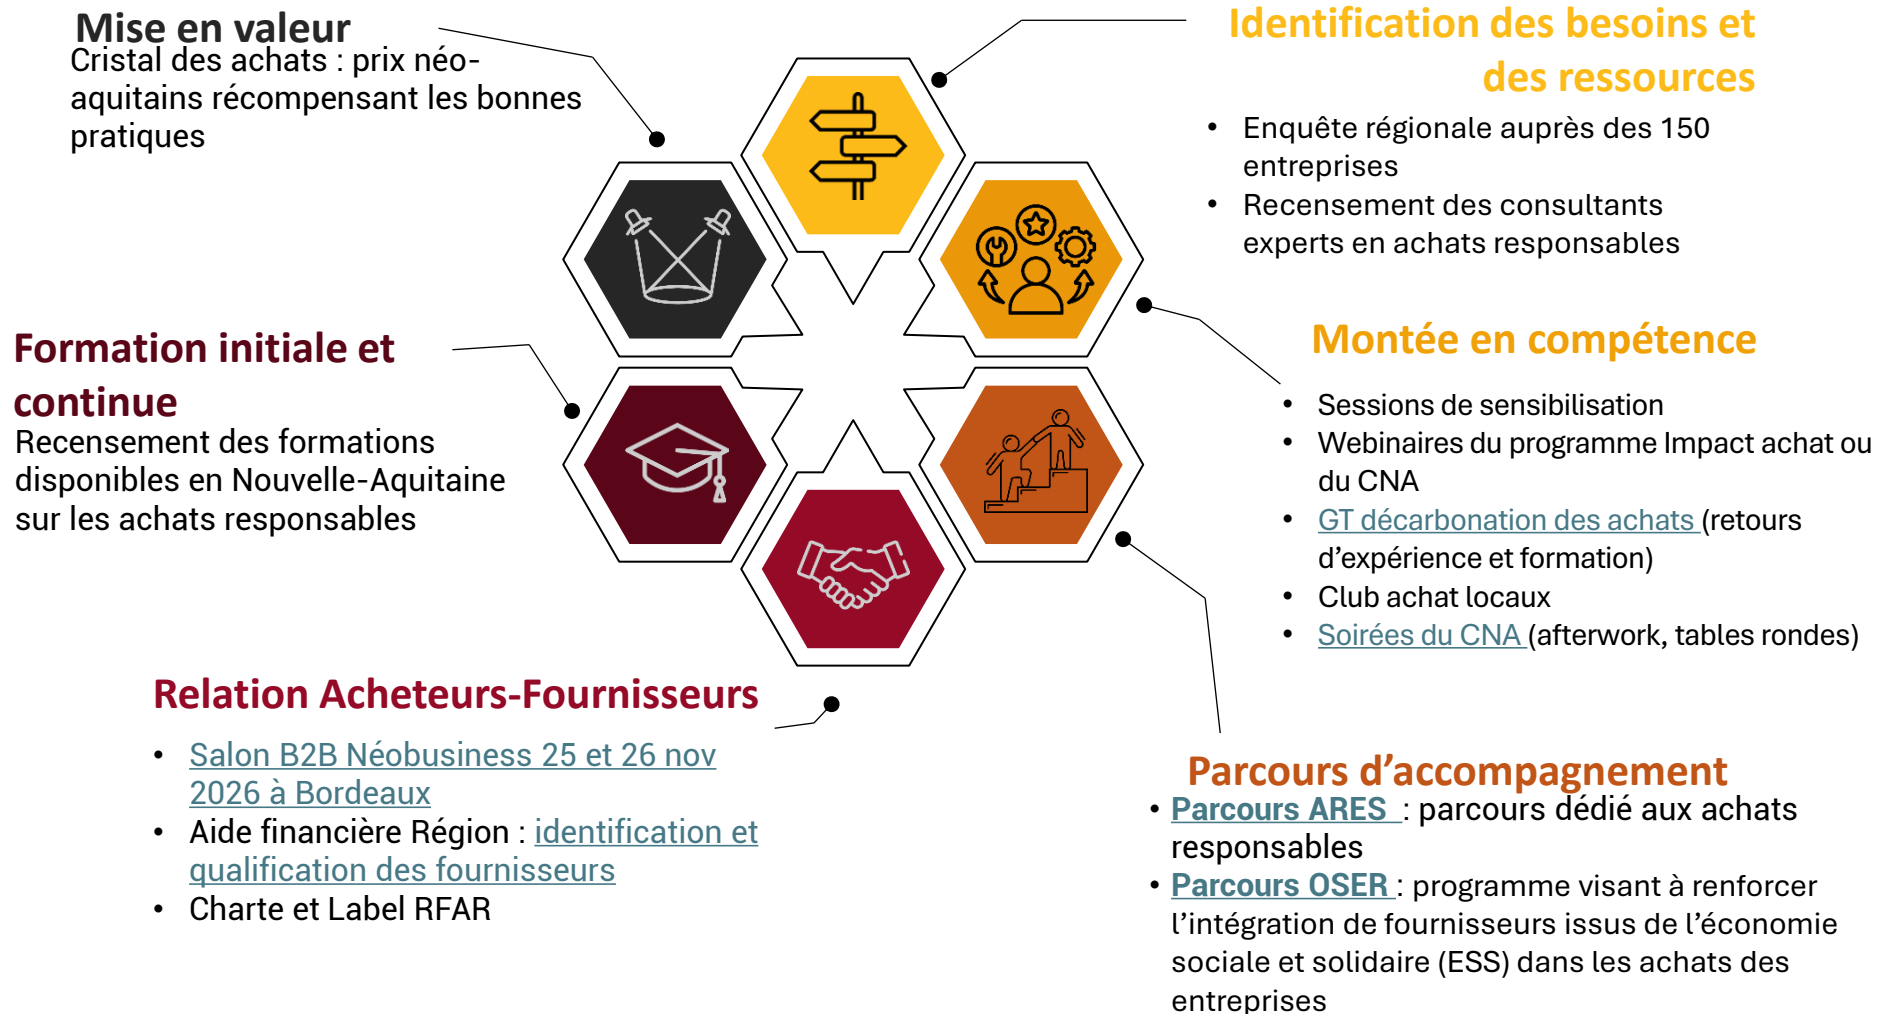 Mise en valeur
Cristal des achats : prix néo-
aquitains récompensant les bonnes
pratiques
Identification des besoins et
des ressources
• Enquête régionale auprès des 150
entreprises
• Recensement des consultants
experts en achats responsables
Montée en compétence
• Sessions de sensibilisation
• Webinaires du programme Impact achat ou
du CNA
• GT décarbonation des achats (retours
d’expérience et formation)
• Club achat locaux
• Soirées du CNA (afterwork, tables rondes)
Formation initiale et
continue
Recensement des formations
disponibles en Nouvelle-Aquitaine
sur les achats responsables
Relation Acheteurs-Fournisseurs
• Salon B2B Néobusiness 25 et 26 nov
2026 à Bordeaux
• Aide financière Région : identification et
qualification des fournisseurs
• Charte et Label RFAR
Parcours d’accompagnement
• Parcours ARES : parcours dédié aux achats
responsables
• Parcours OSER : programme visant à renforcer
l’intégration de fournisseurs issus de l’économie
sociale et solidaire (ESS) dans les achats des
entreprises